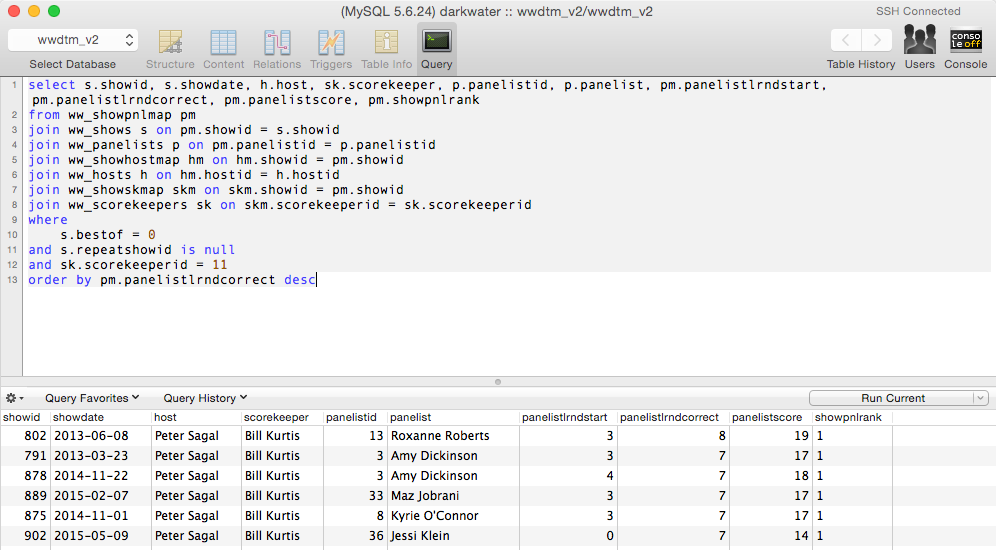 (MySQL 5.6.24) darkwater :: wwdtm_v2/wwdtm_v2
SSH Connected
wwdtm_v2
conso
le off
Select Database Structure Content Relations Triggers Table Info Query Table History Users Console
1 select s.showid, s.showdate, h.host, sk.scorekeeper, p.panelistid, p.panelist, pm.panelistlrndstart,
pm.panelistlrndcorrect, pm.panelistscore, pm.showpnlrank
2 from ww_showpnlmap pm
3 join ww_shows s on pm.showid = s.showid
4 join ww_panelists p on pm.panelistid = p.panelistid
5 join ww_showhostmap hm on hm.showid = pm.showid
6 join ww_hosts h on hm.hostid = h.hostid
7 join ww_showskmap skm on skm.showid = pm.showid
8 join ww_scorekeepers sk on skm.scorekeeperid = sk.scorekeeperid
9 where
10 s.bestof = 0
11 and s.repeatshowid is null
12 and sk.scorekeeperid = 11
13 order by pm.panelistlrndcorrect desc
Query Favorites Query History Run Current
showid showdate host scorekeeper panelistid panelist panelistlrndstart panelistlrndcorrect panelistscore showpnlrank
802 2013-06-08 Peter Sagal Bill Kurtis 13 Roxanne Roberts 3 8 19 1
791 2013-03-23 Peter Sagal Bill Kurtis 3 Amy Dickinson 3 7 17 1
878 2014-11-22 Peter Sagal Bill Kurtis 3 Amy Dickinson 4 7 18 1
889 2015-02-07 Peter Sagal Bill Kurtis 33 Maz Jobrani 3 7 17 1
875 2014-11-01 Peter Sagal Bill Kurtis 8 Kyrie O'Connor 3 7 17 1
902 2015-05-09 Peter Sagal Bill Kurtis 36 Jessi Klein 0 7 14 1